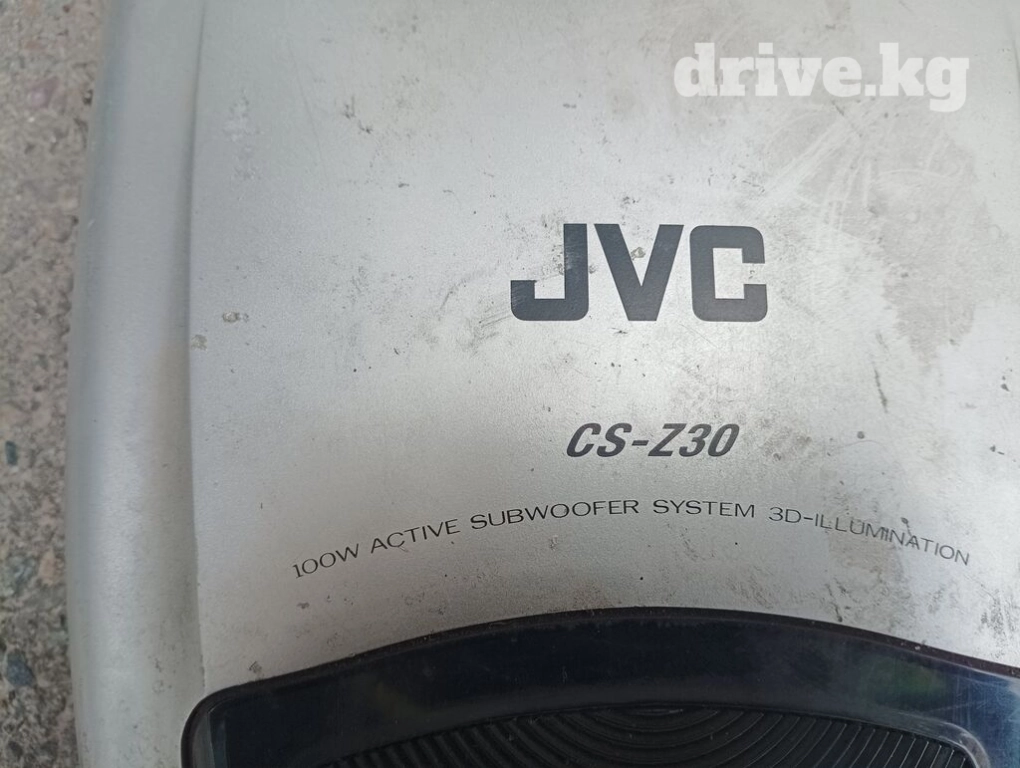 drive.kg
JVC
CS-Z30
100W ACTIVE SUBWOOFER SYSTEM 3D-ILLUMINATION